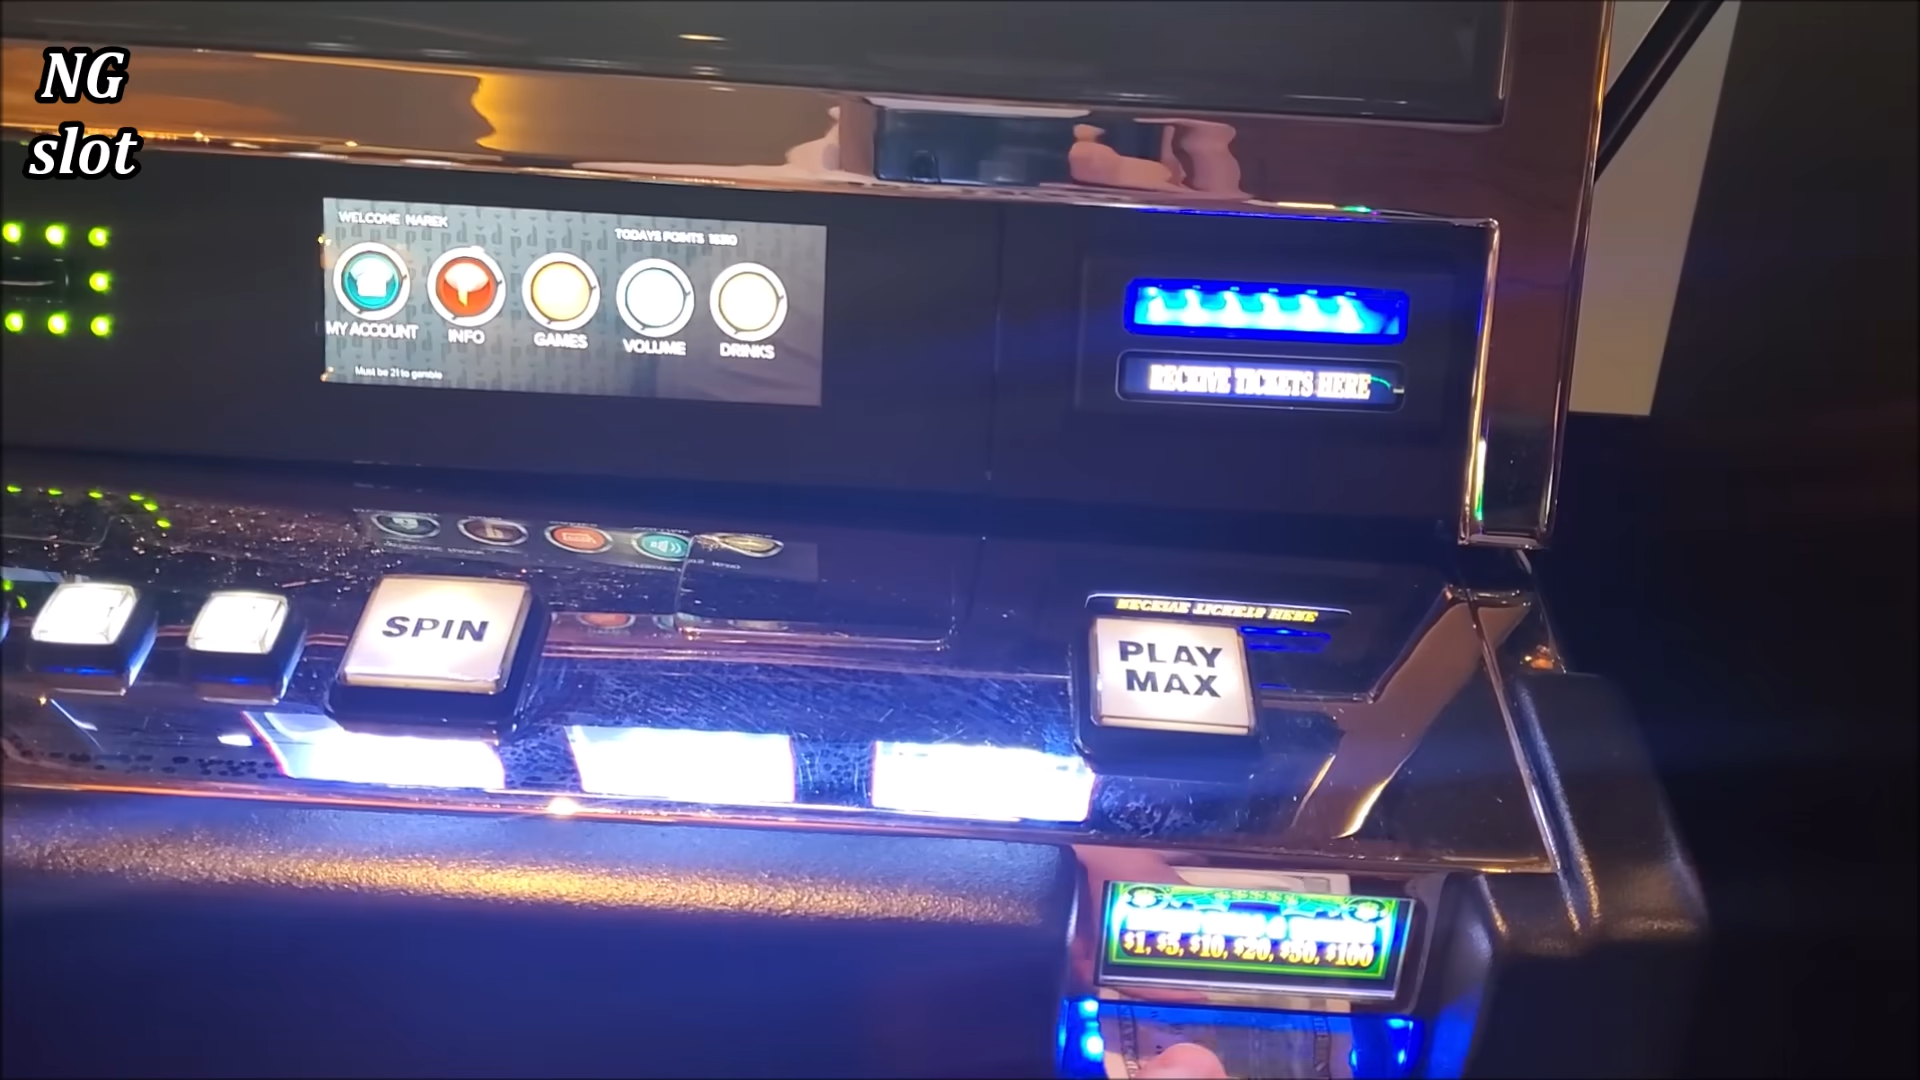 NG
slot
WELCOME NAREK
TODAYS POINTS
MY ACCOUNT
INFO
GAMES
VOLUME
DRINKS
Must be 21 to gamble
RECEIVE TICKETS HERE
SPIN
PLAY
MAX
$1, $5, $10, $20, $50, $100